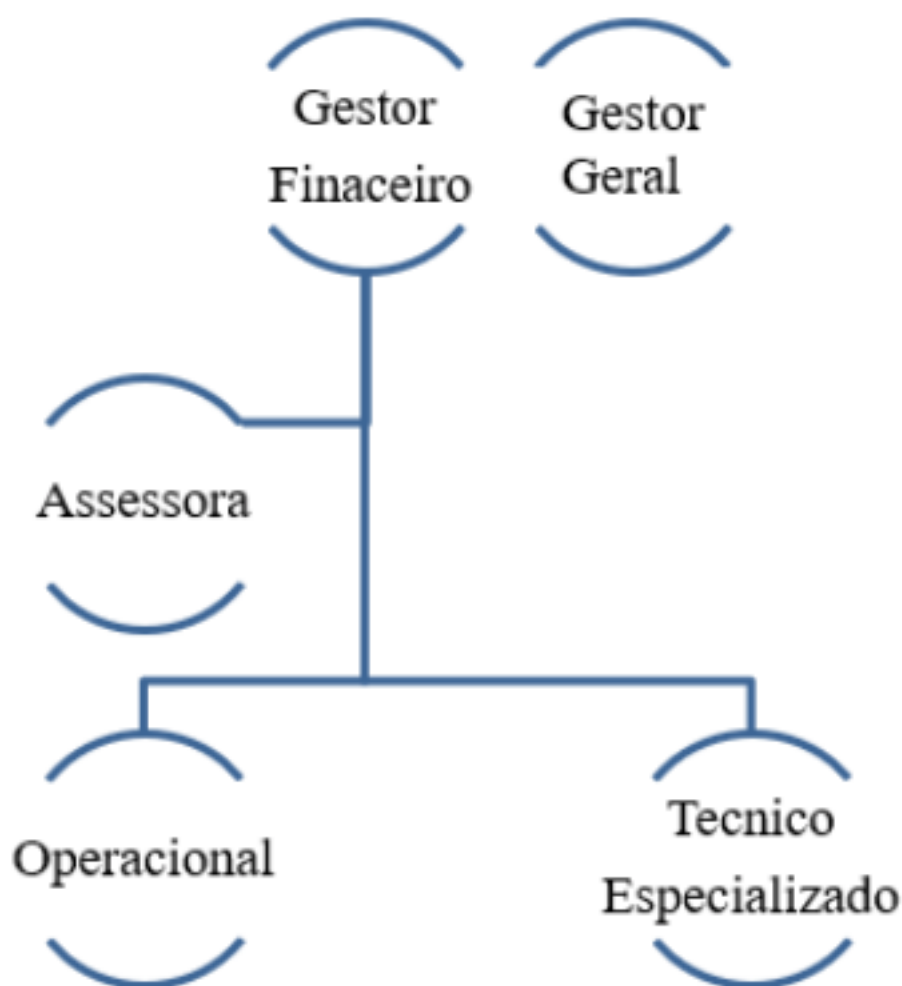 Gestor
Finaceiro
Gestor
Geral
Assessora
Operacional
Tecnico
Especializado